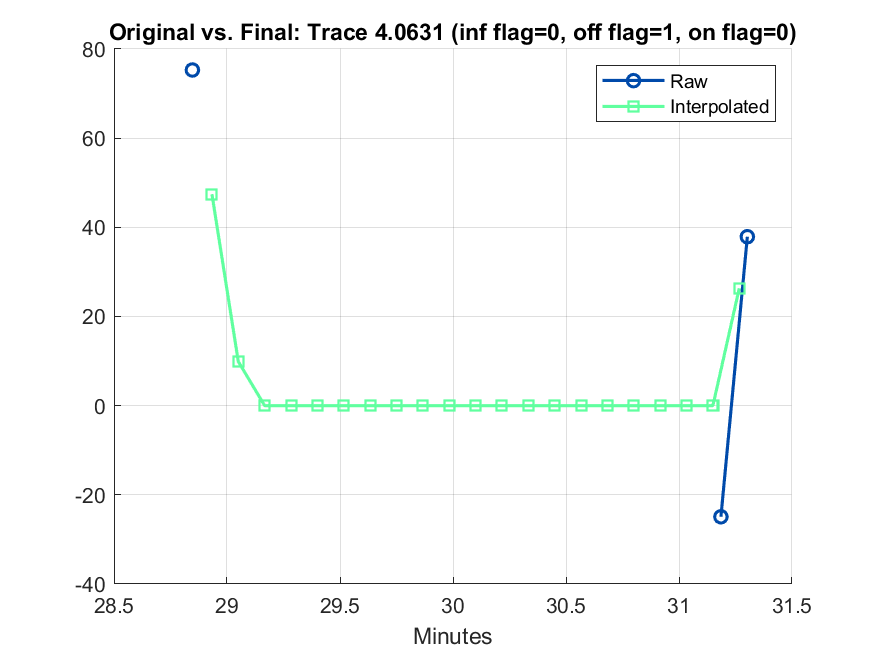 Original vs. Final: Trace 4.0631 (inf flag=0, off flag=1, on flag=0)
Raw
Interpolated
80
60
40
20
0
-20
-40
28.5 29 29.5 30 30.5 31 31.5
Minutes